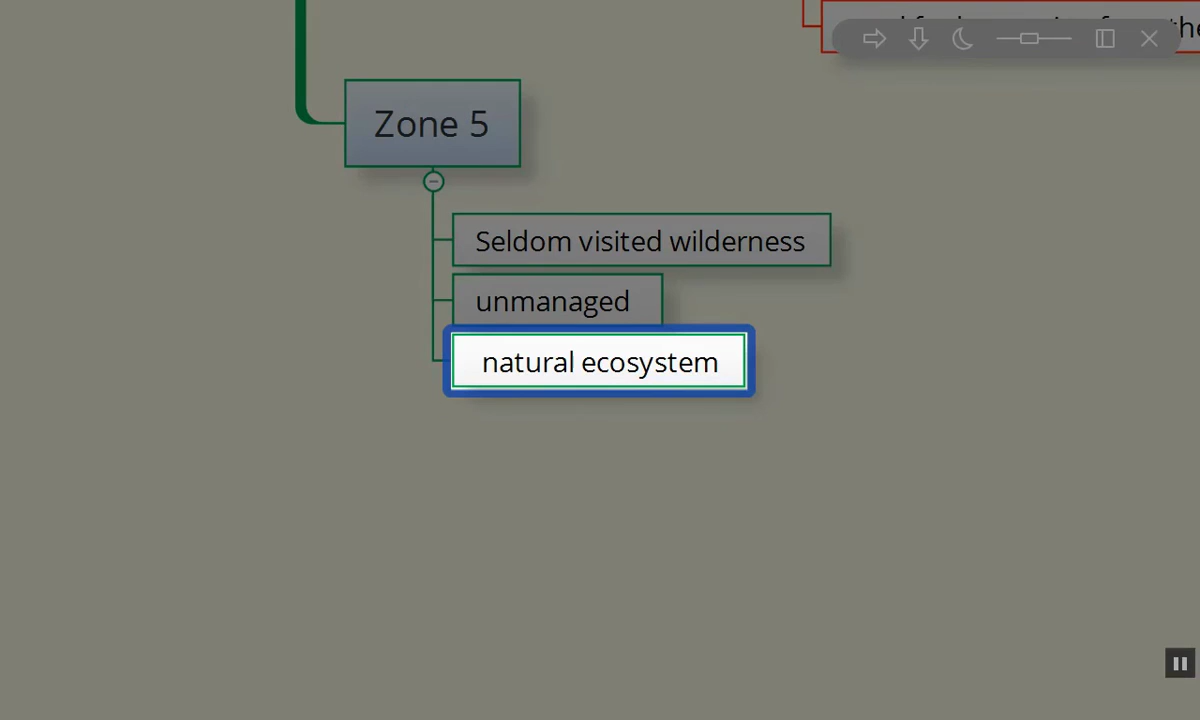 Zone 5
Seldom visited wilderness
unmanaged
natural ecosystem